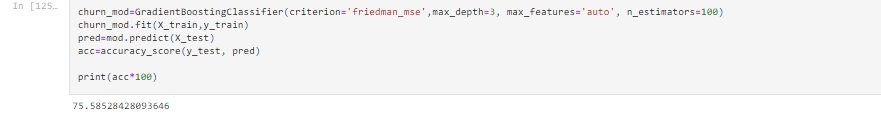 In [125…
churn_mod=GradientBoostingClassifier(criterion='friedman_mse',max_depth=3, max_features='auto', n_estimators=100)
churn_mod.fit(X_train,y_train)
pred=mod.predict(X_test)
acc=accuracy_score(y_test, pred)
print(acc*100)
75.58528428093646